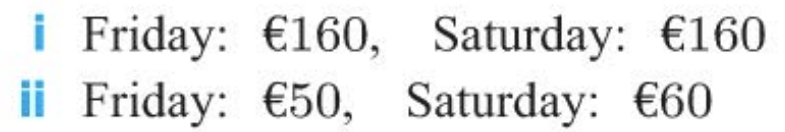 i Friday: €160, Saturday: €160
ii Friday: €50, Saturday: €60